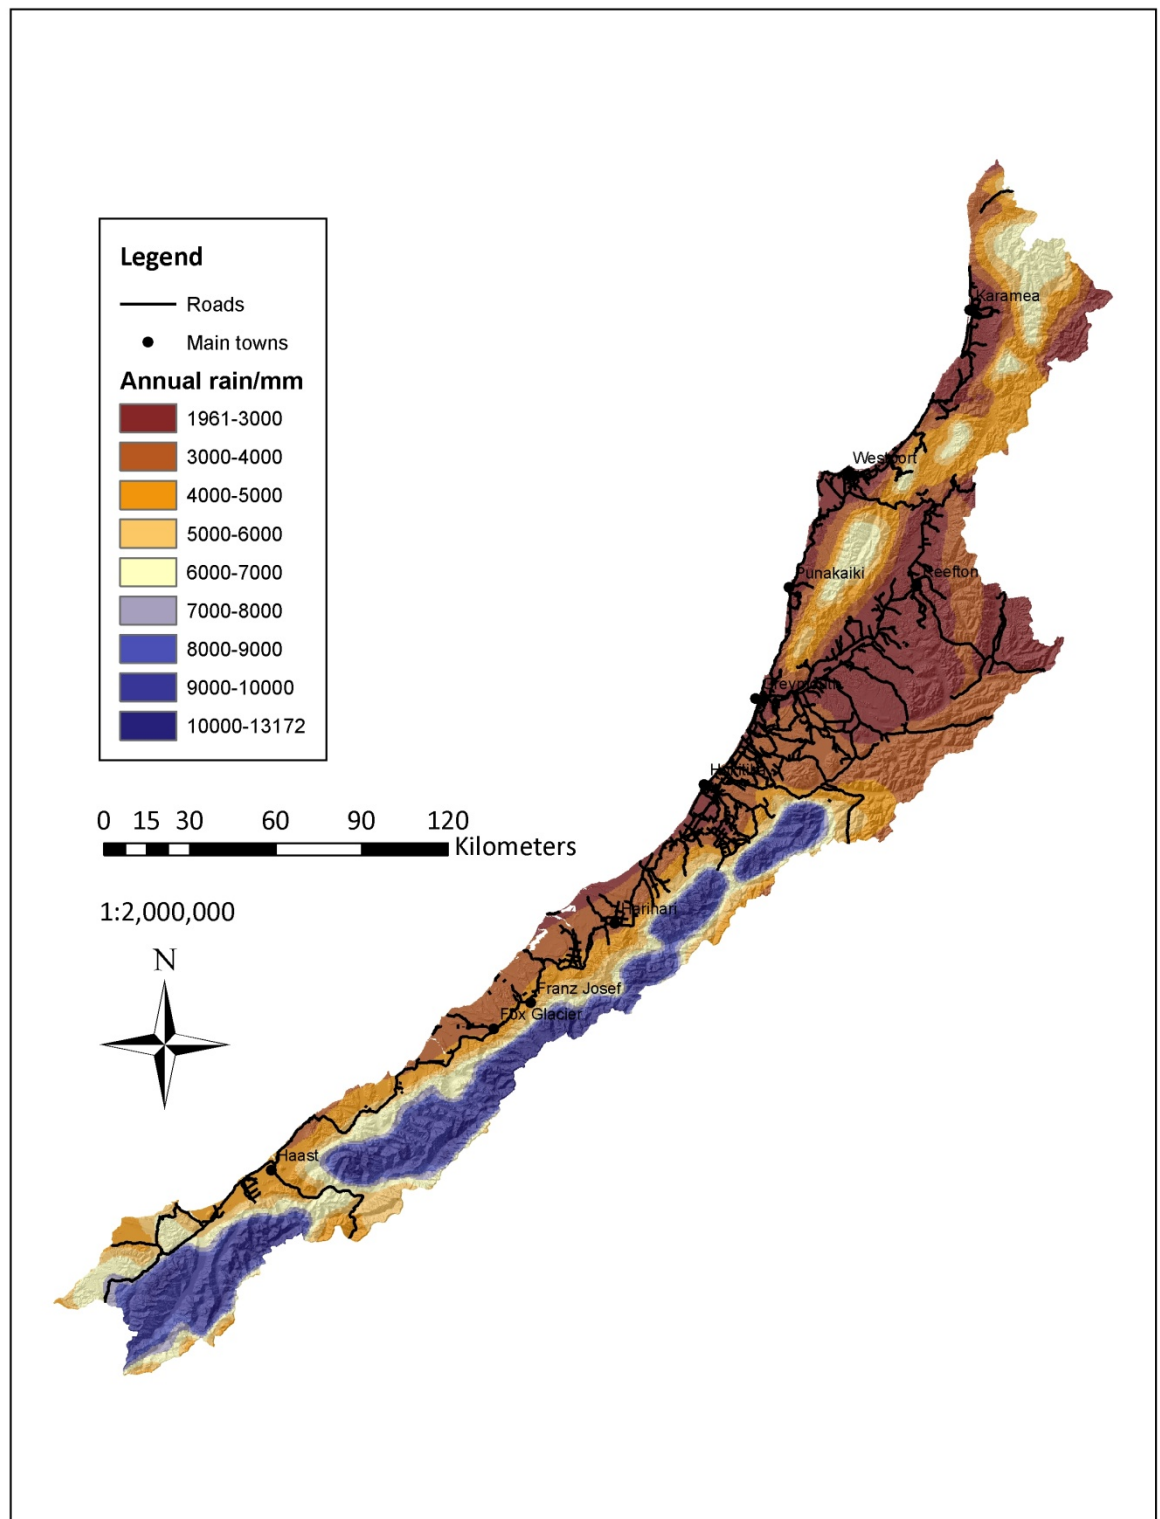 Legend
Roads
Main towns
Annual rain/mm
1961-3000
3000-4000
4000-5000
5000-6000
6000-7000
7000-8000
8000-9000
9000-10000
10000-13172
0 15 30 60 90 120
Kilometers
1:2,000,000
N
Karamea
Westport
Punakaiki
Reefton
Greymouth
Hokitika
Harihari
Franz Josef
Fox Glacier
Haast